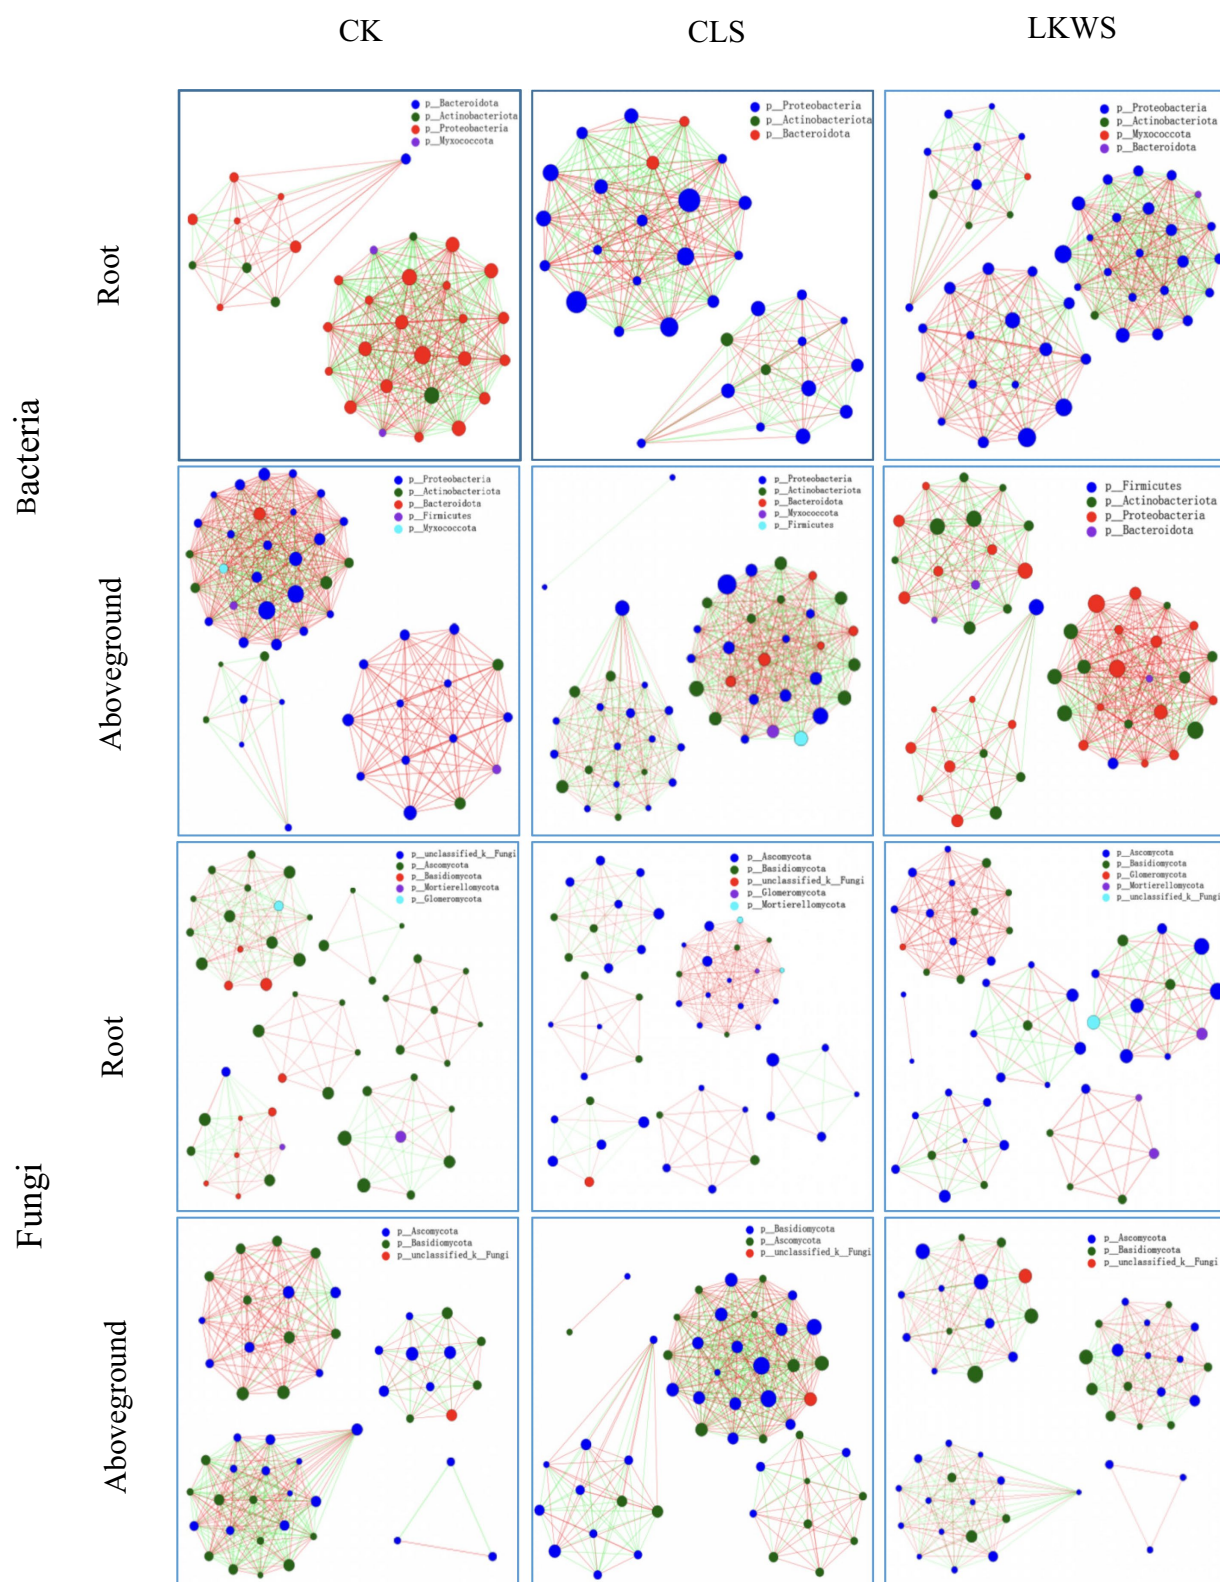 CK
CLS
LKWS
Bacteria
Root
p__Bacteroidota
p__Actinobacteriota
p__Proteobacteria
p__Myxococcota
p__Proteobacteria
p__Actinobacteriota
p__Bacteroidota
p__Proteobacteria
p__Actinobacteriota
p__Myxococcota
p__Bacteroidota
Aboveground
p__Proteobacteria
p__Actinobacteriota
p__Bacteroidota
p__Firmicutes
p__Myxococcota
p__Proteobacteria
p__Actinobacteriota
p__Bacteroidota
p__Myxococcota
p__Firmicutes
p__Firmicutes
p__Actinobacteriota
p__Proteobacteria
p__Bacteroidota
Fungi
Root
p__unclassified_k__Fungi
p__Ascomycota
p__Basidiomycota
p__Mortierellomycota
p__Glomeromycota
p__Ascomycota
p__Basidiomycota
p__unclassified_k__Fungi
p__Glomeromycota
p__Mortierellomycota
p__Ascomycota
p__Basidiomycota
p__Glomeromycota
p__Mortierellomycota
p__unclassified_k__Fungi
Aboveground
p__Ascomycota
p__Basidiomycota
p__unclassified_k__Fungi
p__Basidiomycota
p__Ascomycota
p__unclassified_k__Fungi
p__Ascomycota
p__Basidiomycota
p__unclassified_k__Fungi